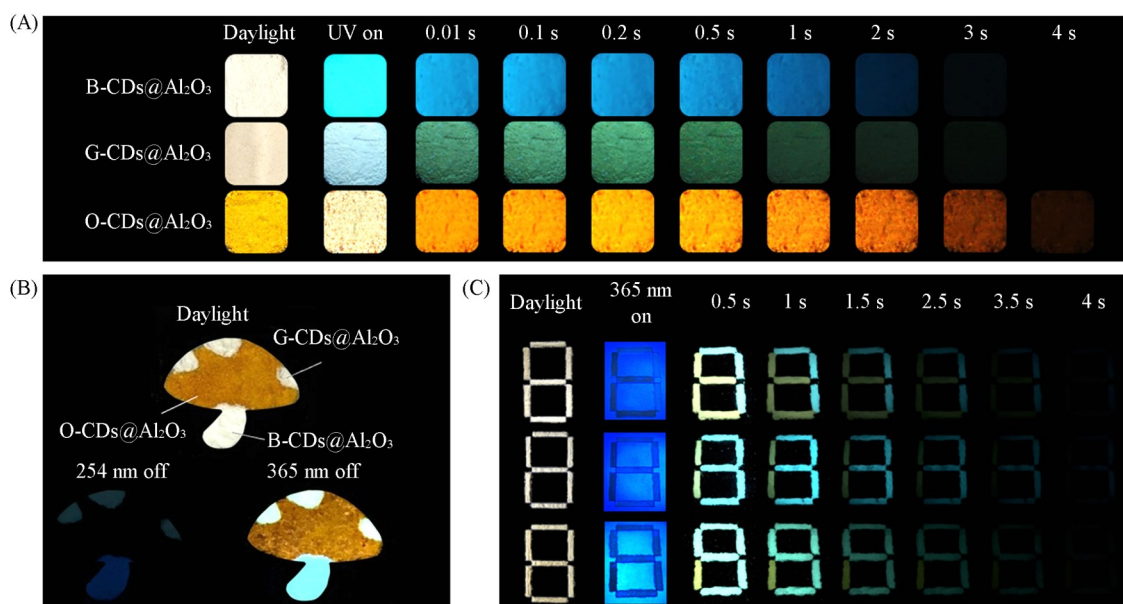 (A)
Daylight UV on 0.01 s 0.1 s 0.2 s 0.5 s 1 s 2 s 3 s 4 s
B-CDs@Al₂O₃
G-CDs@Al₂O₃
O-CDs@Al₂O₃
(B)
Daylight
G-CDs@Al₂O₃
O-CDs@Al₂O₃
B-CDs@Al₂O₃
254 nm off 365 nm off
(C)
Daylight 365 nm on 0.5 s 1 s 1.5 s 2.5 s 3.5 s 4 s